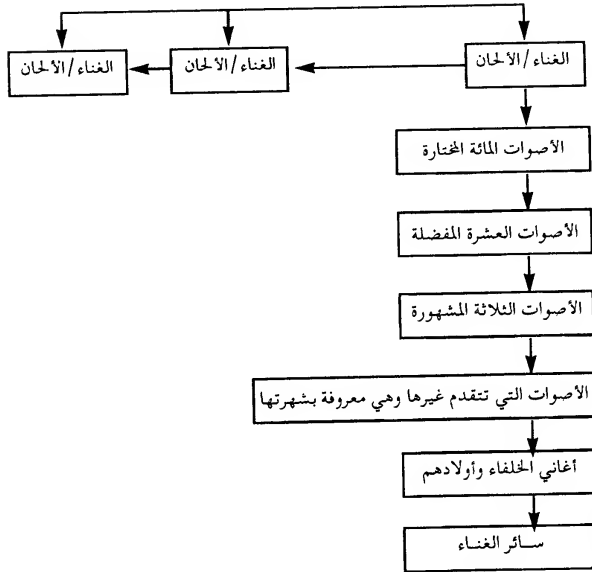 الغناء/الألحان
الغناء/الألحان
الغناء/الألحان
الأصوات المائة المختارة
الأصوات العشرة المفضلة
الأصوات الثلاثة المشهورة
الأصوات التي تتقدم غيرها وهي معروفة بشهرتها
أغاني الخلفاء وأولادهم
سائر الغناء